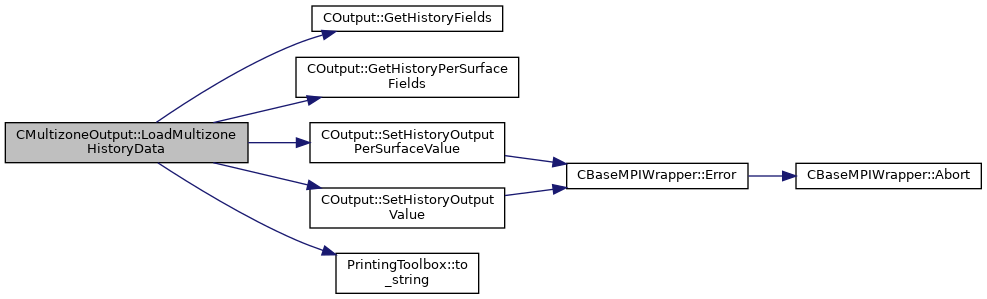 CMultizoneOutput::LoadMultizone
HistoryData
COutput::GetHistoryFields
COutput::GetHistoryPerSurface
Fields
COutput::SetHistoryOutput
PerSurfaceValue
COutput::SetHistoryOutput
Value
PrintingToolbox::to
_string
CBaseMPIWrapper::Error
CBaseMPIWrapper::Abort